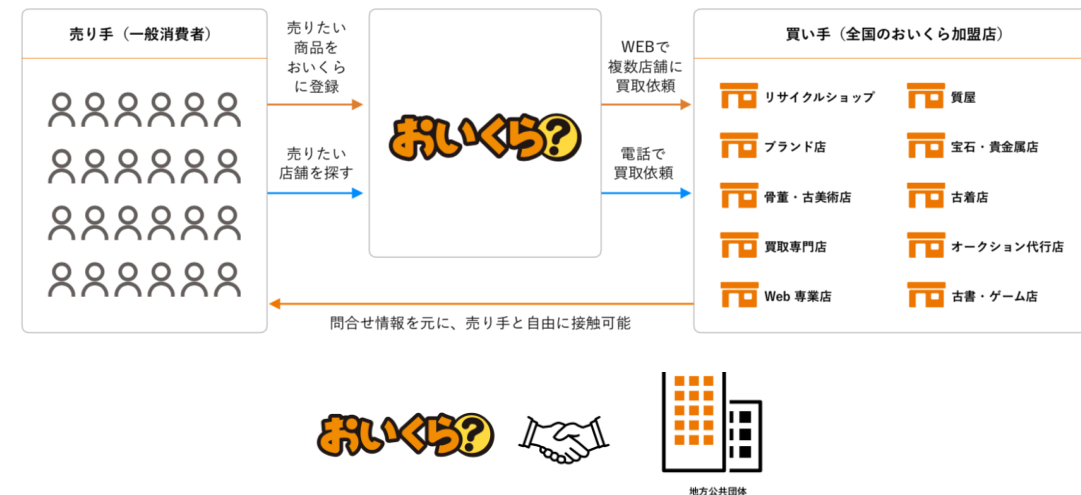 売り手（一般消費者）
売りたい
商品を
おいくら
に登録
売りたい
店舗を探す
おいくら?
WEBで
複数店舗に
買取依頼
電話で
買取依頼
買い手（全国のおいくら加盟店）
リサイクルショップ
質屋
ブランド店
宝石・貴金属店
骨董・古美術店
古着店
買取専門店
オークション代行店
Web 専業店
古書・ゲーム店
問合せ情報を元に、売り手と自由に接触可能
おいくら?
地方公共団体